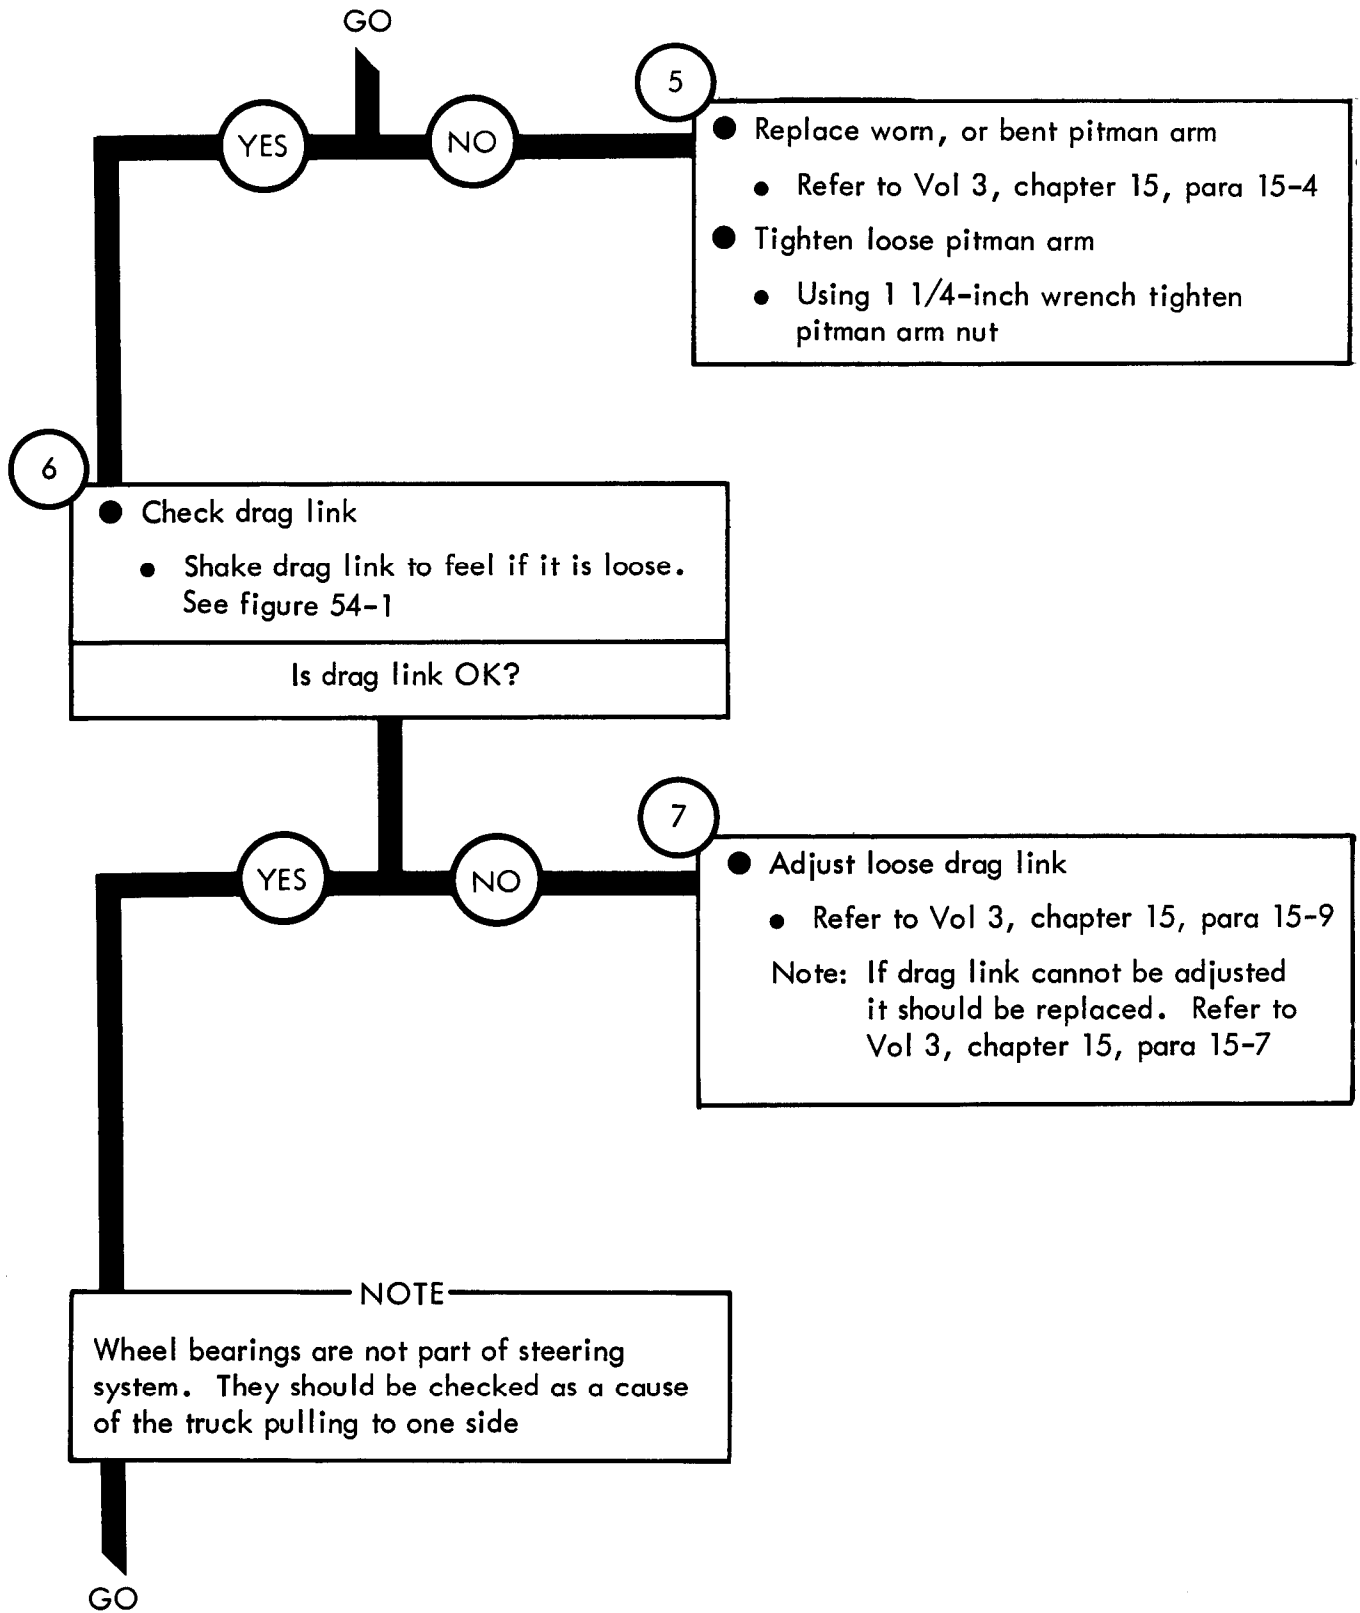 GO
YES
NO
5
● Replace worn, or bent pitman arm
● Refer to Vol 3, chapter 15, para 15-4
● Tighten loose pitman arm
● Using 1 1/4-inch wrench tighten
pitman arm nut
6
● Check drag link
● Shake drag link to feel if it is loose.
See figure 54-1
Is drag link OK?
YES
NO
7
● Adjust loose drag link
● Refer to Vol 3, chapter 15, para 15-9
Note: If drag link cannot be adjusted
it should be replaced. Refer to
Vol 3, chapter 15, para 15-7
NOTE
Wheel bearings are not part of steering
system. They should be checked as a cause
of the truck pulling to one side
GO